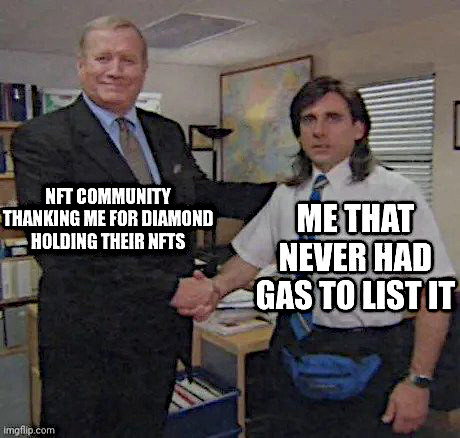 NFT COMMUNITY
THANKING ME FOR DIAMOND
HOLDING THEIR NFTS
ME THAT
NEVER HAD
GAS TO LIST IT
imgflip.com